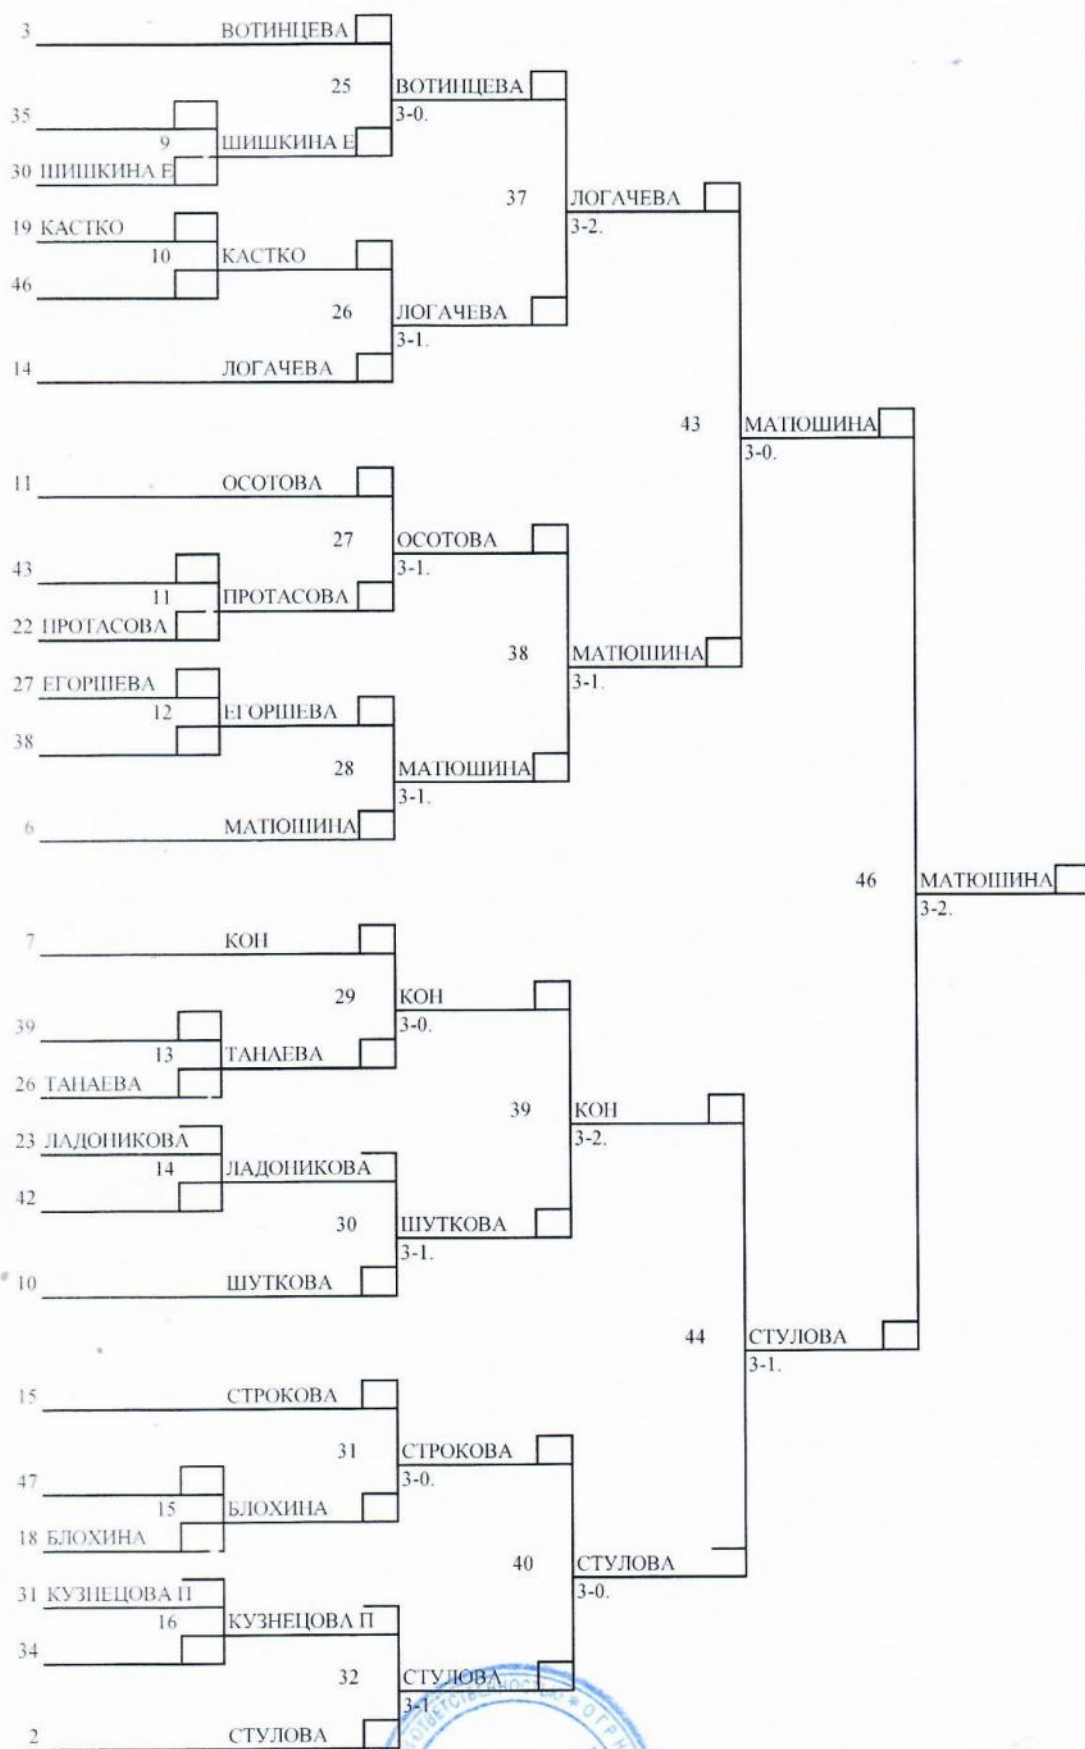 3 ВОТИНЦЕВА
25 ВОТИНЦЕВА
35
3-0.
9 ШИШКИНА Е
30 ШИШКИНА Е
37 ЛОГАЧЕВА
19 КАСТКО
3-2.
10 КАСТКО
46
26 ЛОГАЧЕВА
3-1.
14 ЛОГАЧЕВА
43 МАТЮШИНА
3-0.
11 ОСОТОВА
27 ОСОТОВА
43
3-1.
11 ПРОТАСОВА
22 ПРОТАСОВА
38 МАТЮШИНА
27 ЕГОРШЕВА
3-1.
12 ЕГОРШЕВА
38
28 МАТЮШИНА
3-1.
6 МАТЮШИНА
46 МАТЮШИНА
3-2.
7 КОН
29 КОН
39
3-0.
13 ТАНАЕВА
26 ТАНАЕВА
39 КОН
3-2.
23 ЛАДОНИКОВА
14 ЛАДОНИКОВА
42
30 ШУТКОВА
3-1.
10 ШУТКОВА
44 СТУЛОВА
3-1.
15 СТРОКОВА
31 СТРОКОВА
3-0.
47
15 БЛОХИНА
18 БЛОХИНА
40 СТУЛОВА
3-0.
31 КУЗНЕЦОВА П
16 КУЗНЕЦОВА П
34
32 СТУЛОВА
3-1
2 СТУЛОВА
ОТВЕТСТВЕННОСТЬЮ * ОГРН